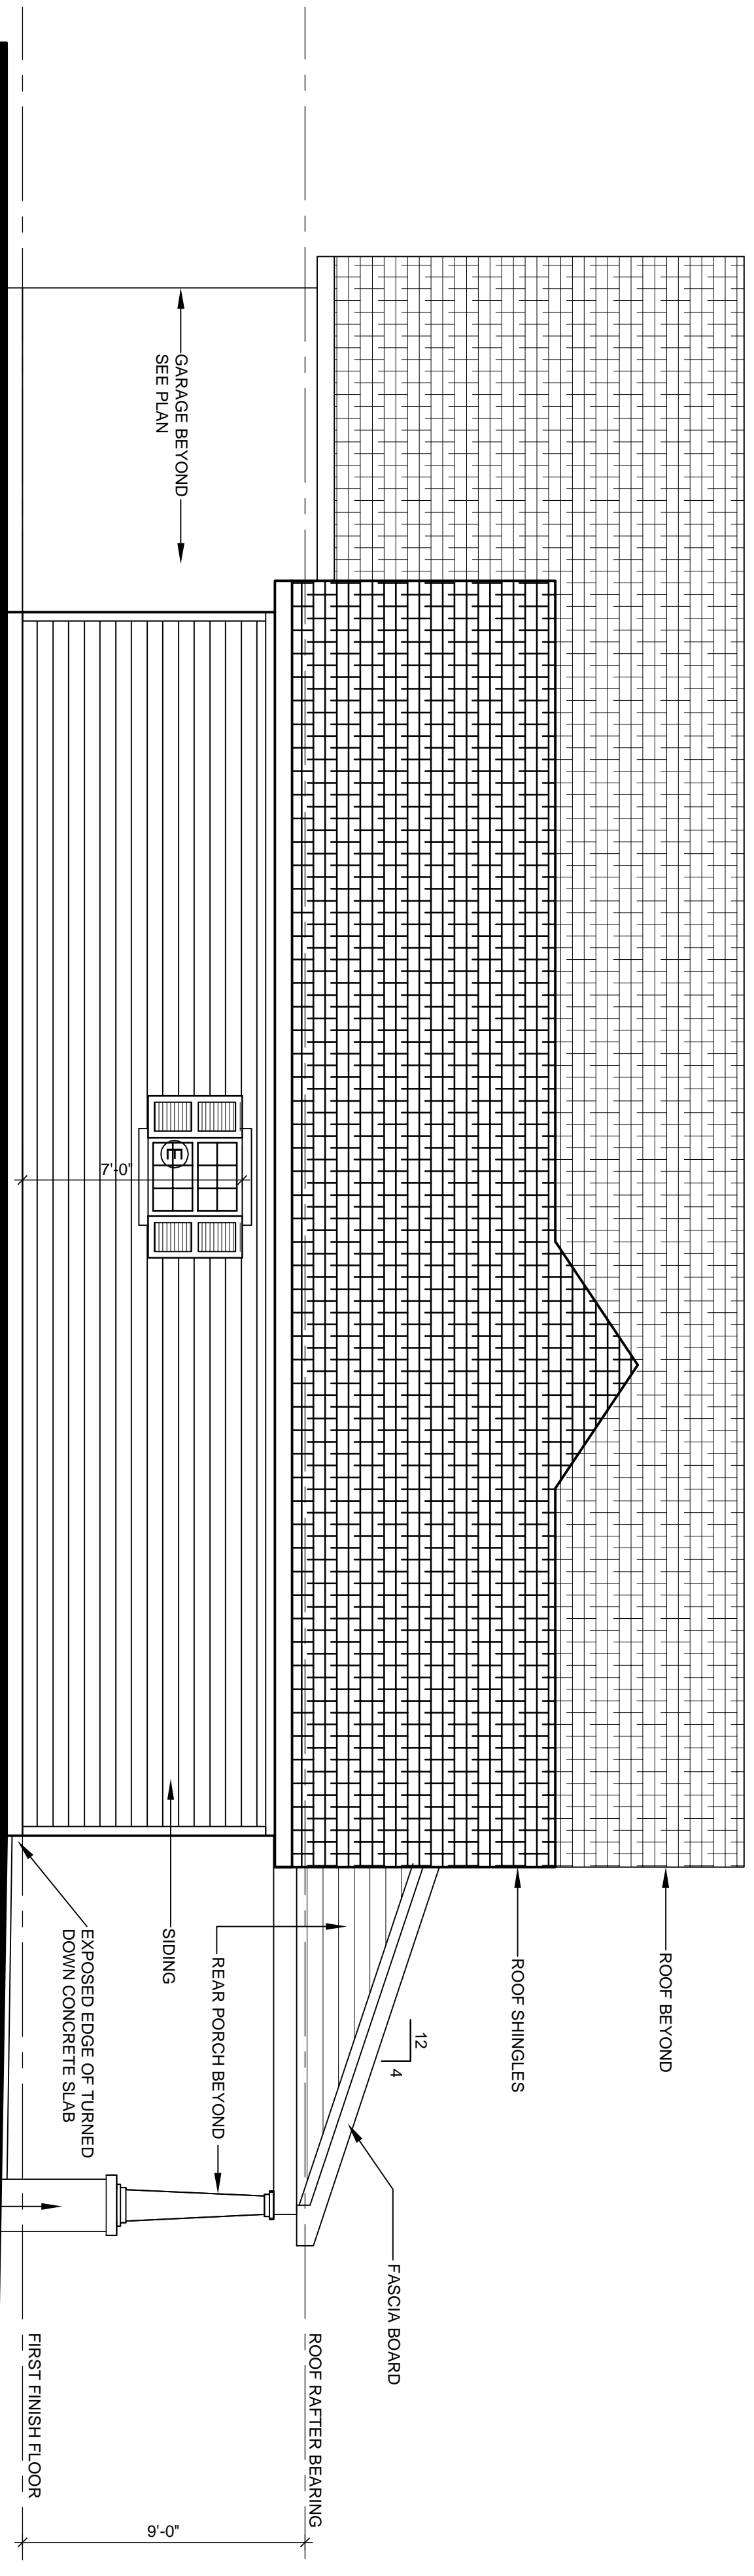 ROOF BEYOND
ROOF SHINGLES
12
4
FASCIA BOARD
ROOF RAFTER BEARING
GARAGE BEYOND
SEE PLAN
E
7'-0"
SIDING
REAR PORCH BEYOND
EXPOSED EDGE OF TURNED
DOWN CONCRETE SLAB
9'-0"
FIRST FINISH FLOOR